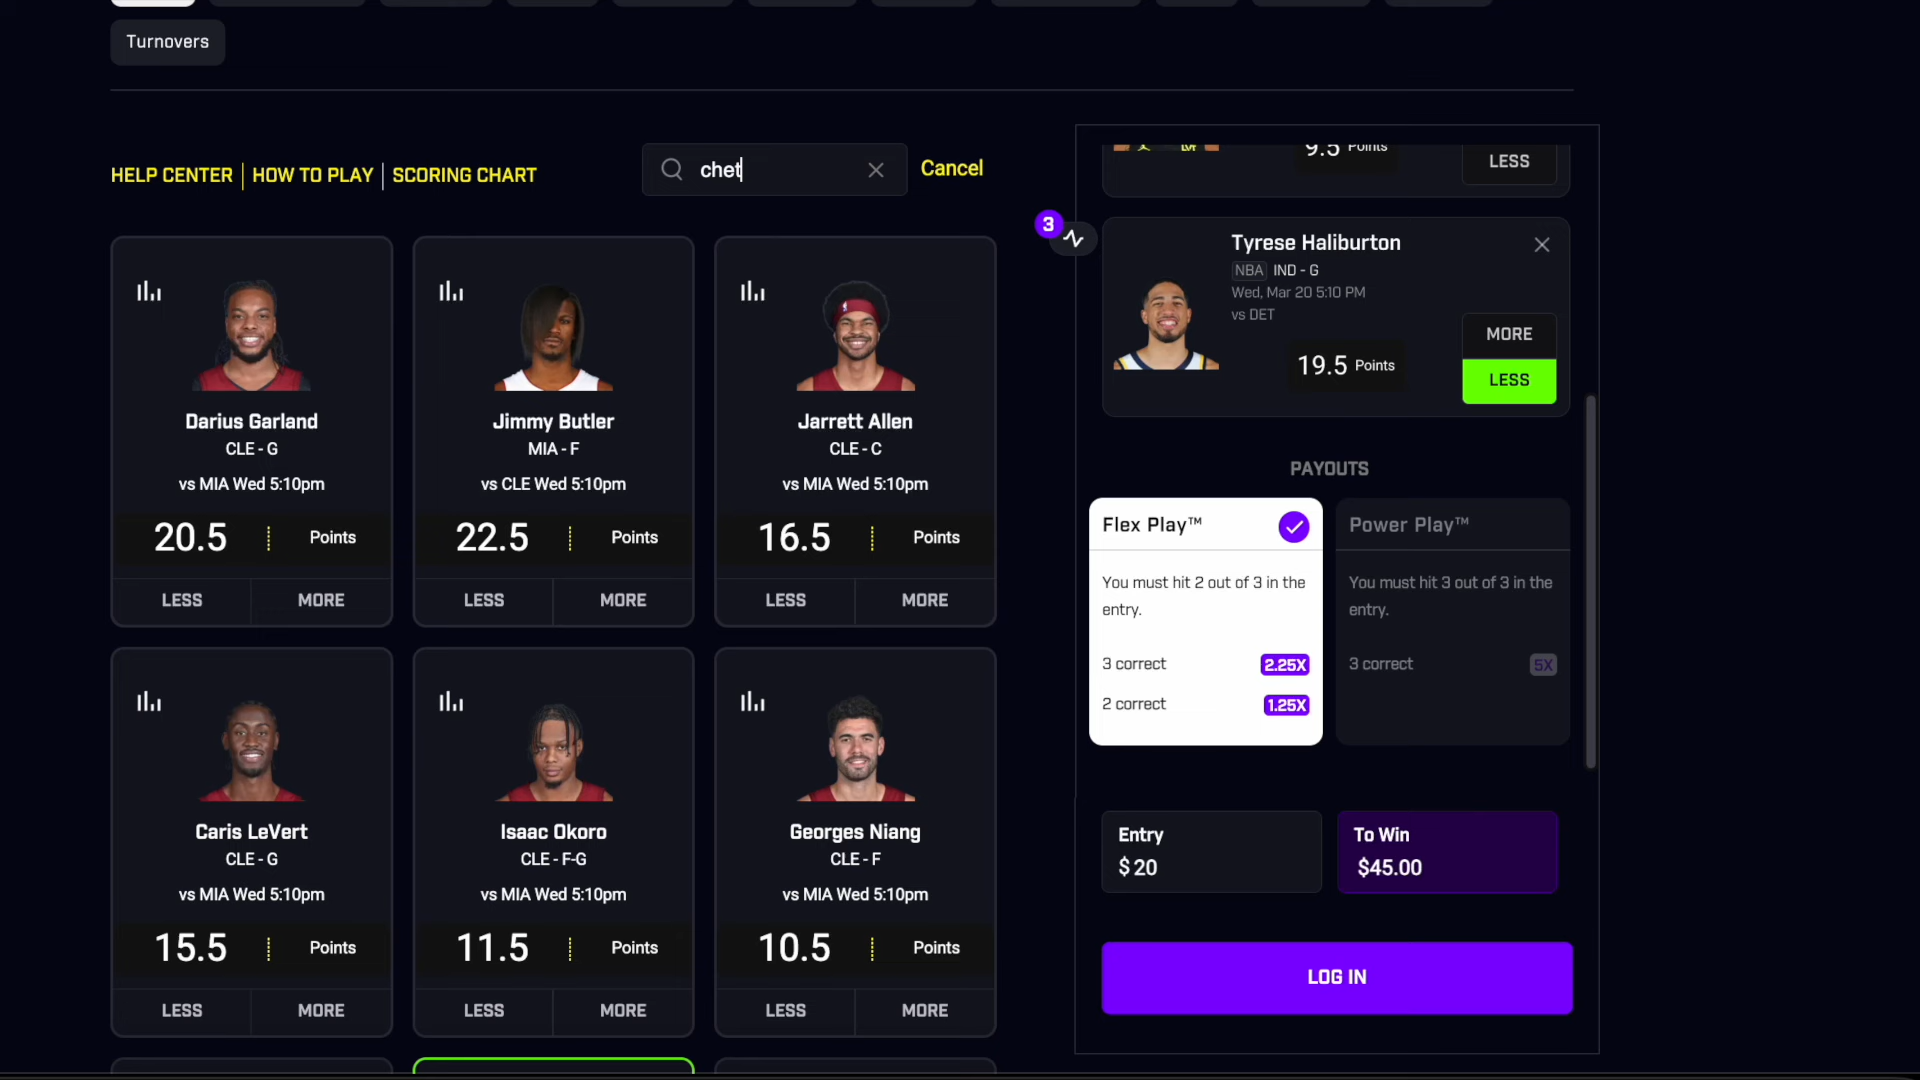 Turnovers
HELP CENTER | HOW TO PLAY | SCORING CHART
chet
Cancel
Darius Garland
CLE - G
vs MIA Wed 5:10pm
20.5 Points
LESS MORE
Jimmy Butler
MIA - F
vs CLE Wed 5:10pm
22.5 Points
LESS MORE
Jarrett Allen
CLE - C
vs MIA Wed 5:10pm
16.5 Points
LESS MORE
Caris LeVert
CLE - G
vs MIA Wed 5:10pm
15.5 Points
LESS MORE
Isaac Okoro
CLE - F-G
vs MIA Wed 5:10pm
11.5 Points
LESS MORE
Georges Niang
CLE - F
vs MIA Wed 5:10pm
10.5 Points
LESS MORE
9.5 Points
LESS
3
Tyrese Haliburton
NBA IND - G
Wed, Mar 20 5:10 PM
vs DET
MORE
19.5 Points
LESS
PAYOUTS
Flex Play™
You must hit 2 out of 3 in the
entry.
3 correct 2.25X
2 correct 1.25X
Power Play™
You must hit 3 out of 3 in the
entry.
3 correct 5X
Entry
$ 20
To Win
$45.00
LOG IN